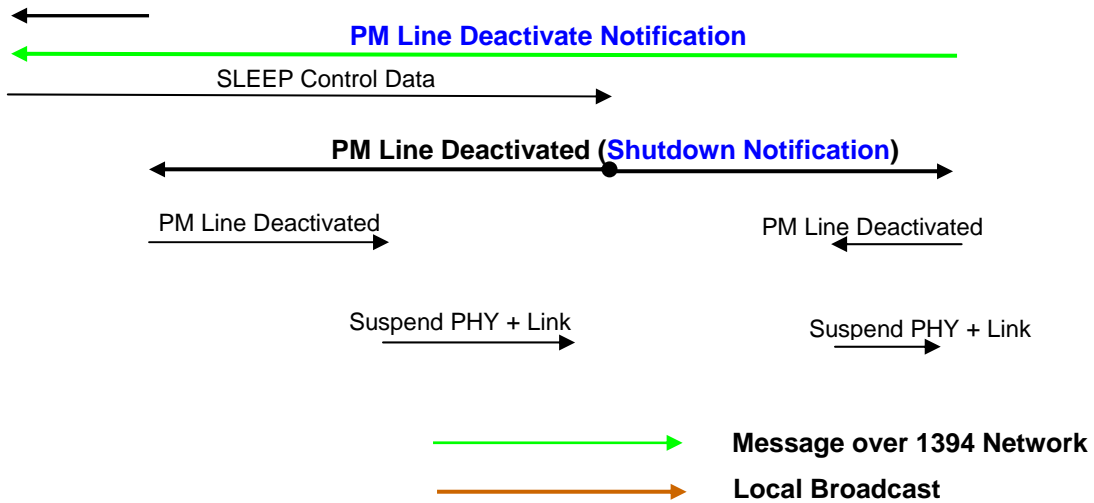 PM Line Deactivate Notification
SLEEP Control Data
PM Line Deactivated (Shutdown Notification)
PM Line Deactivated
PM Line Deactivated
Suspend PHY + Link
Suspend PHY + Link
Message over 1394 Network
Local Broadcast